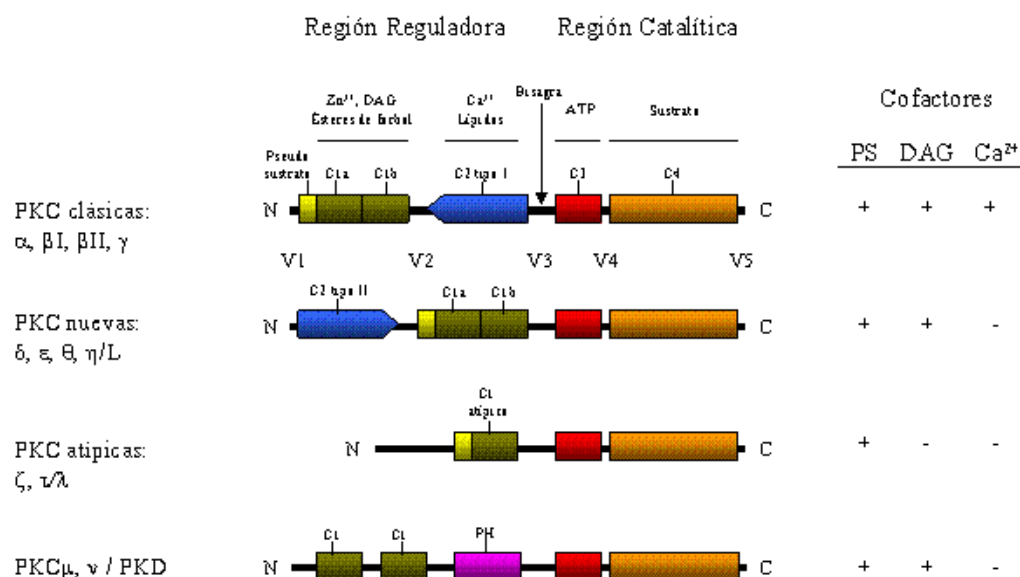 Región Reguladora Región Catalítica
Cofactores
PS DAG Ca²⁺
Zn²⁺, DAG
Ésteres de forbol
Ca²⁺
Lípidos
Bisagra
ATP
Sustrato
Pseudo
sustrato
C1a C1b C2 tipo I C3 C4
PKC clásicas: N C + + +
α, βI, βII, γ
V1 V2 V3 V4 V5
C2 tipo II C1a C1b
PKC nuevas: N C + + -
δ, ε, θ, η/L
C1
atípico
PKC atípicas: N C + - -
ζ, ι/λ
C1 C1 PH
PKCμ, ν / PKD N C + + -